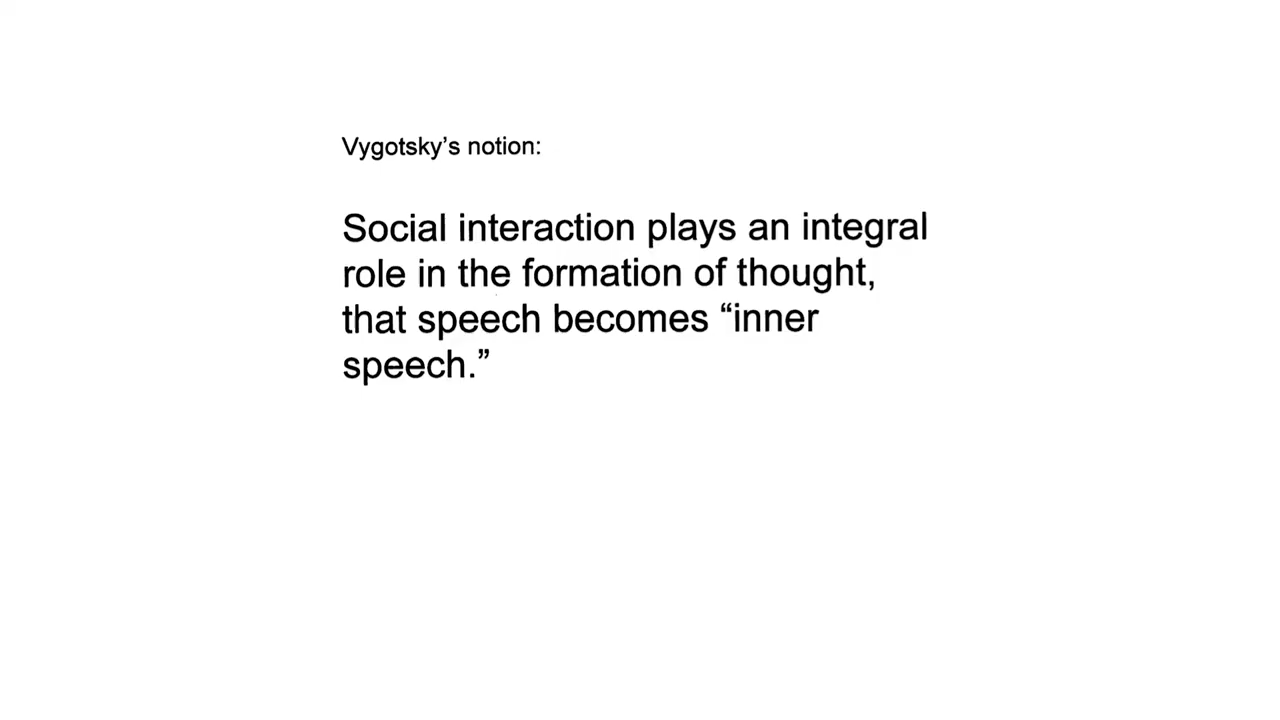 Vygotsky’s notion:
Social interaction plays an integral
role in the formation of thought,
that speech becomes “inner
speech.”